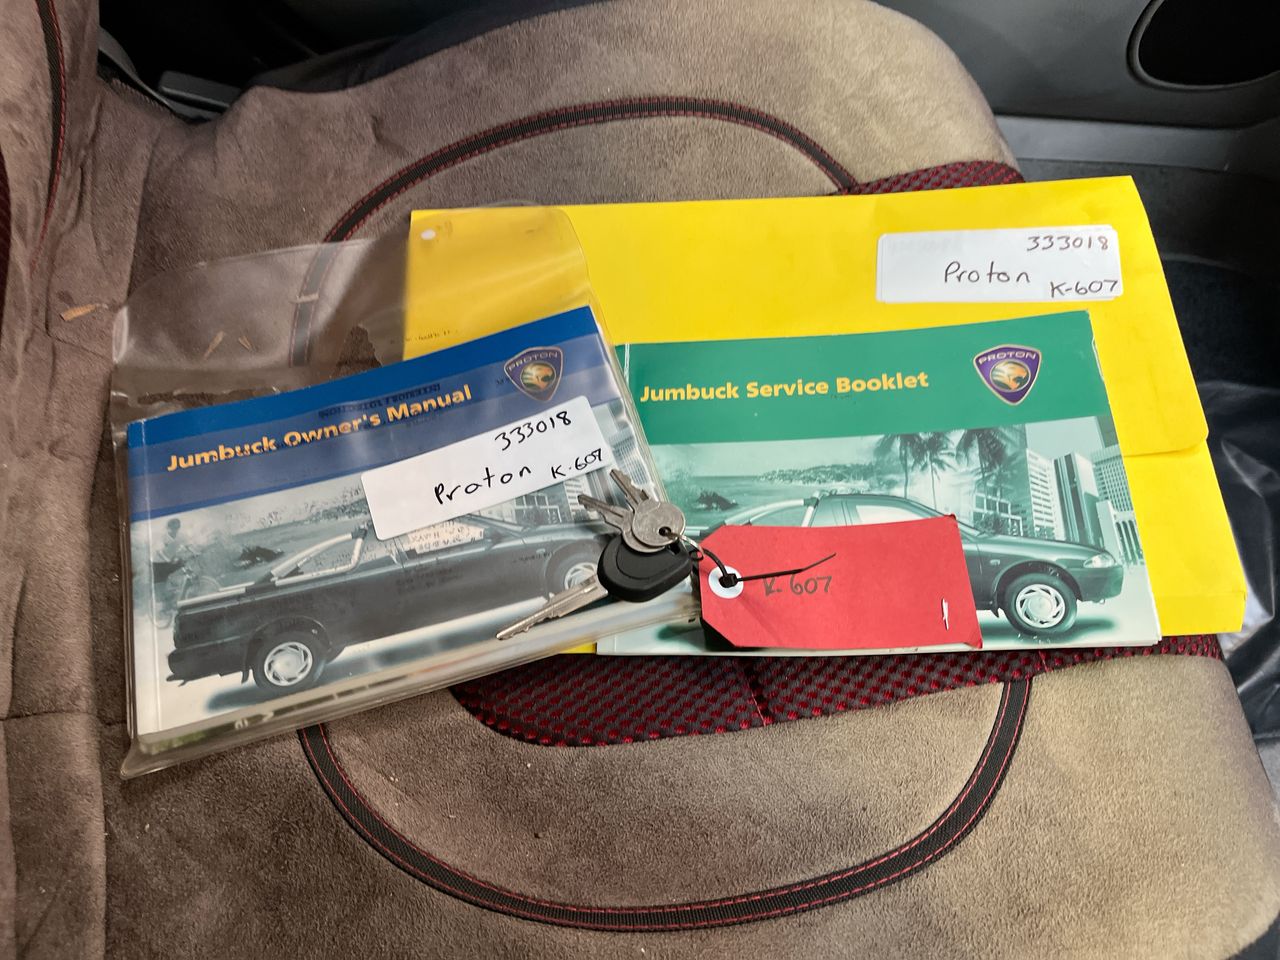 333018
Proton
K-607
PROTON
Jumbuck Owner's Manual
333018
Proton
K-607
PROTON
Jumbuck Service Booklet
K-607